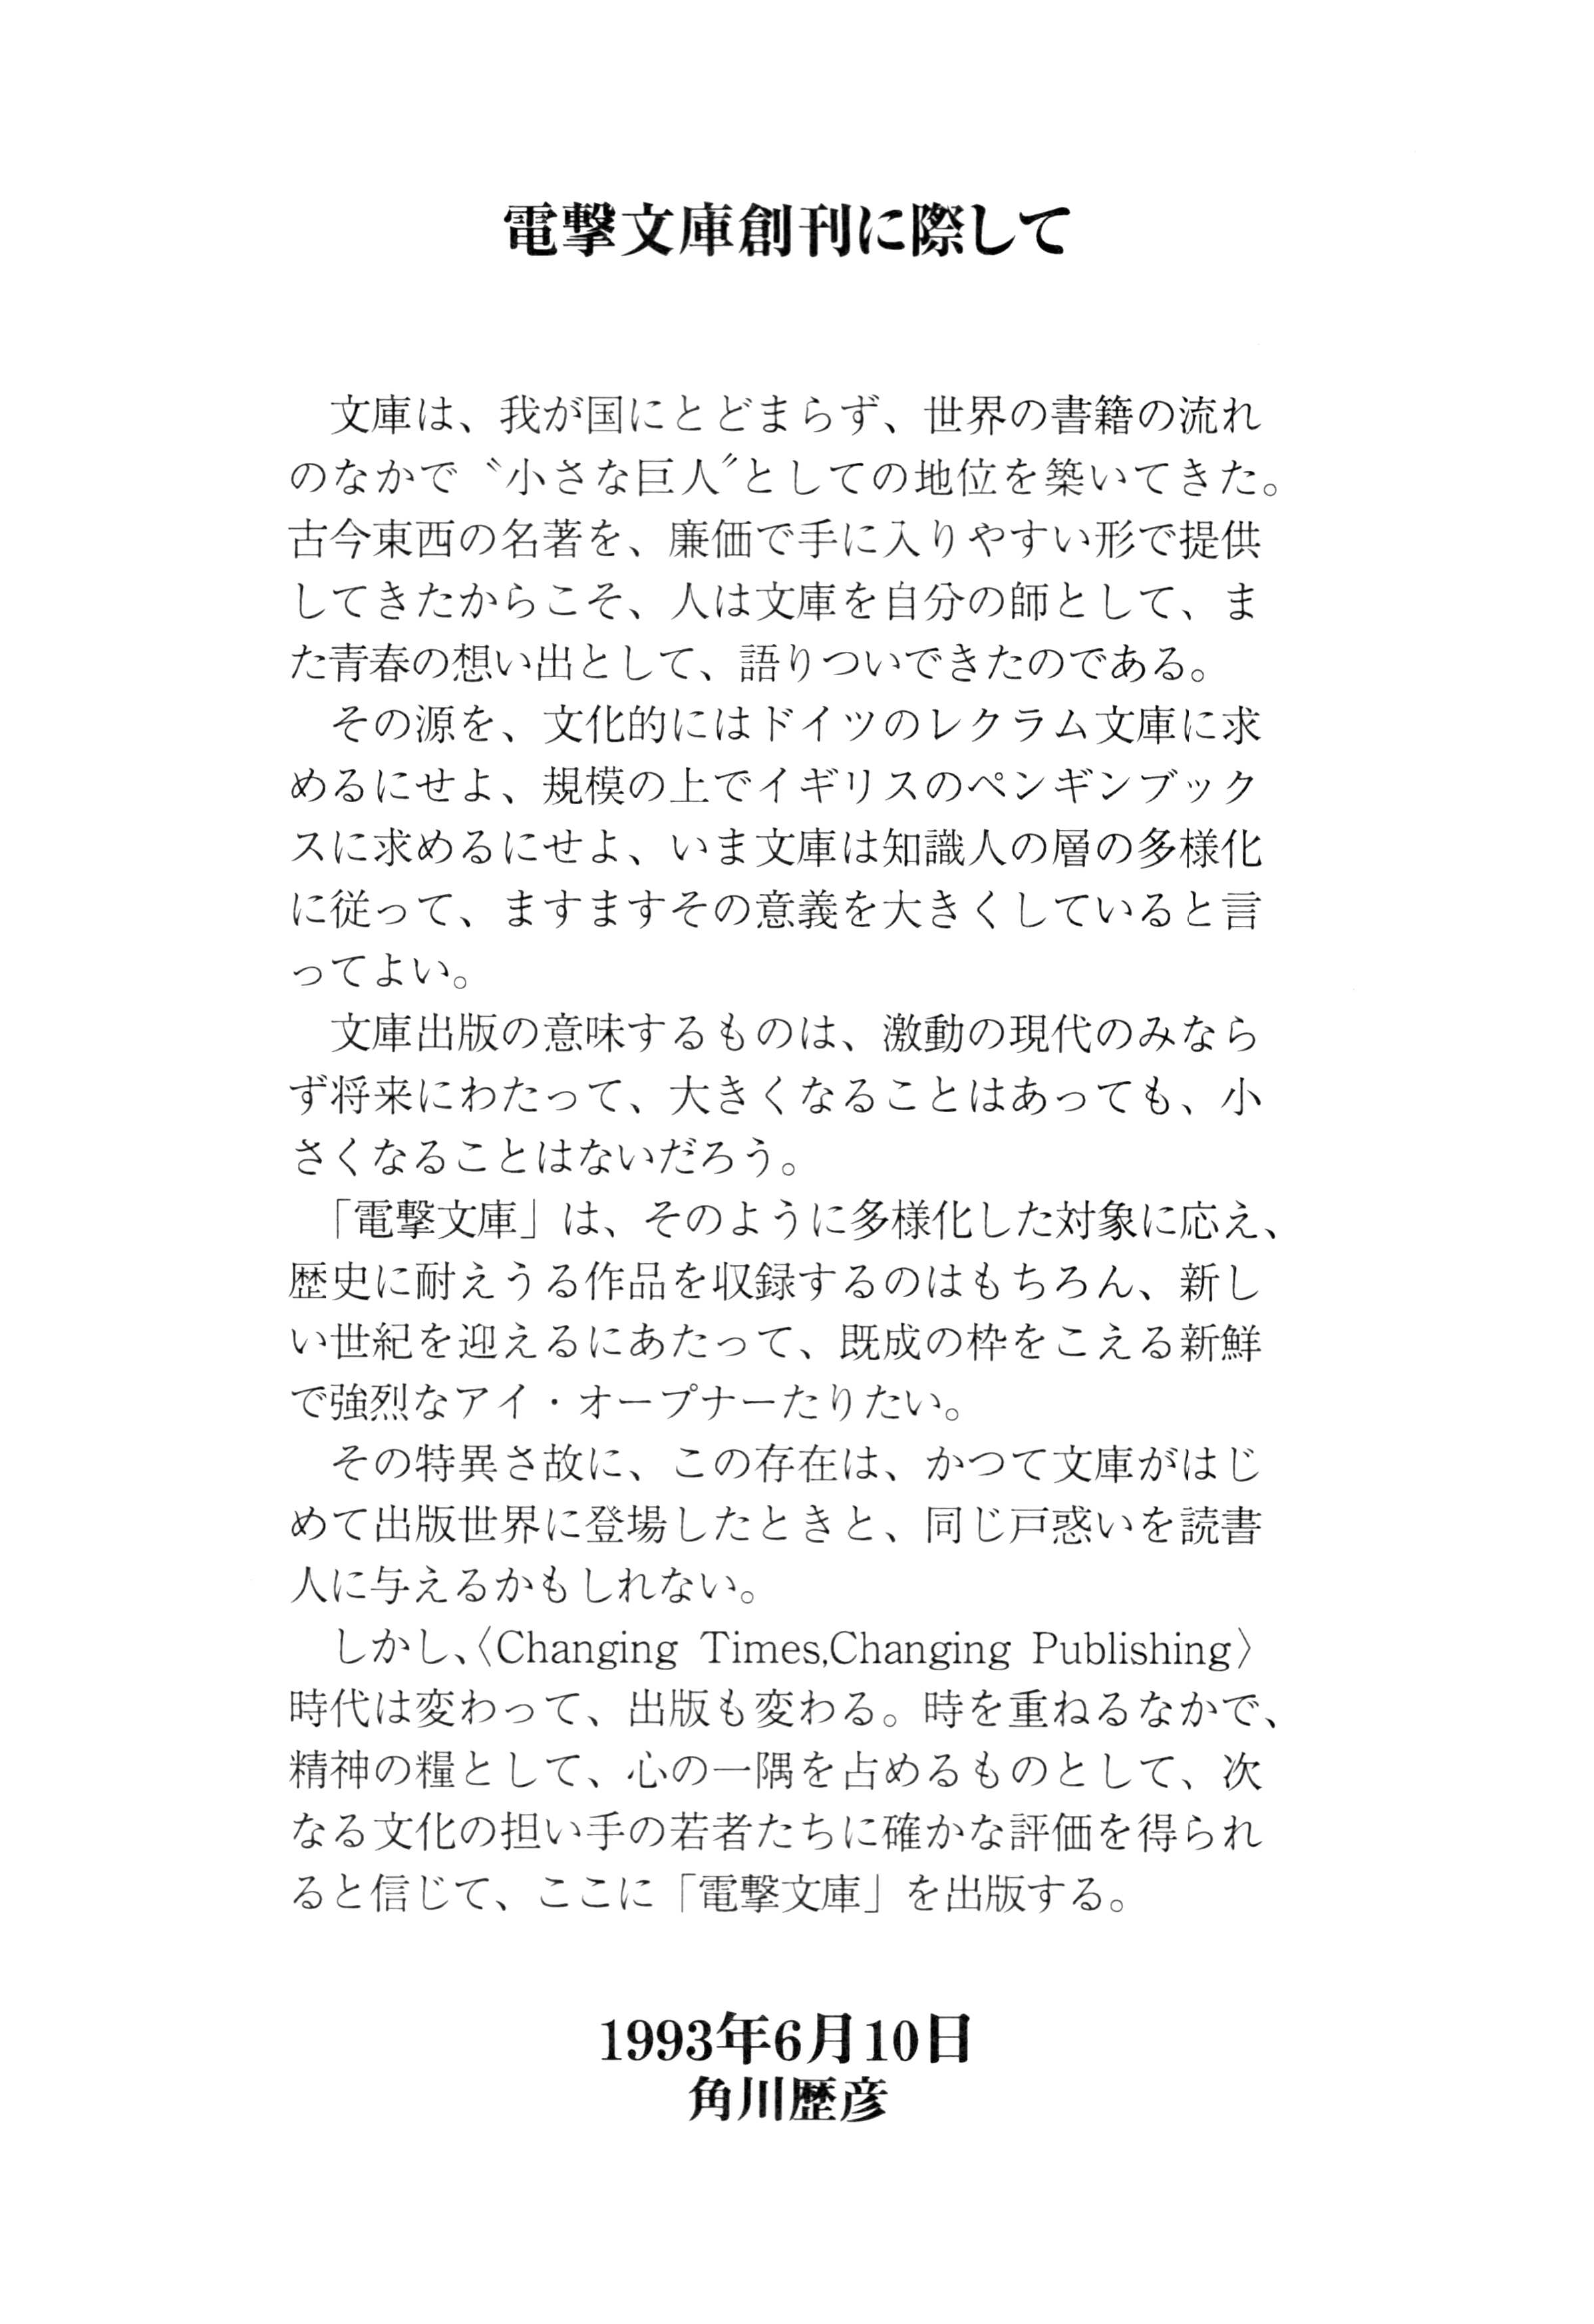 電撃文庫創刊に際して
　文庫は、我が国にとどまらず、世界の書籍の流れ
のなかで〝小さな巨人〞としての地位を築いてきた。
古今東西の名著を、廉価で手に入りやすい形で提供
してきたからこそ、人は文庫を自分の師として、ま
た青春の想い出として、語りついできたのである。
　その源を、文化的にはドイツのレクラム文庫に求
めるにせよ、規模の上でイギリスのペンギンブック
スに求めるにせよ、いま文庫は知識人の層の多様化
に従って、ますますその意義を大きくしていると言
ってよい。
　文庫出版の意味するものは、激動の現代のみなら
ず将来にわたって、大きくなることはあっても、小
さくなることはないだろう。
　「電撃文庫」は、そのように多様化した対象に応え、
歴史に耐えうる作品を収録するのはもちろん、新し
い世紀を迎えるにあたって、既成の枠をこえる新鮮
で強烈なアイ・オープナーたりたい。
　その特異さ故に、この存在は、かつて文庫がはじ
めて出版世界に登場したときと、同じ戸惑いを読書
人に与えるかもしれない。
　しかし、〈Changing Times,Changing Publishing〉
時代は変わって、出版も変わる。時を重ねるなかで、
精神の糧として、心の一隅を占めるものとして、次
なる文化の担い手の若者たちに確かな評価を得られ
ると信じて、ここに「電撃文庫」を出版する。
1993年6月10日
角川歴彦